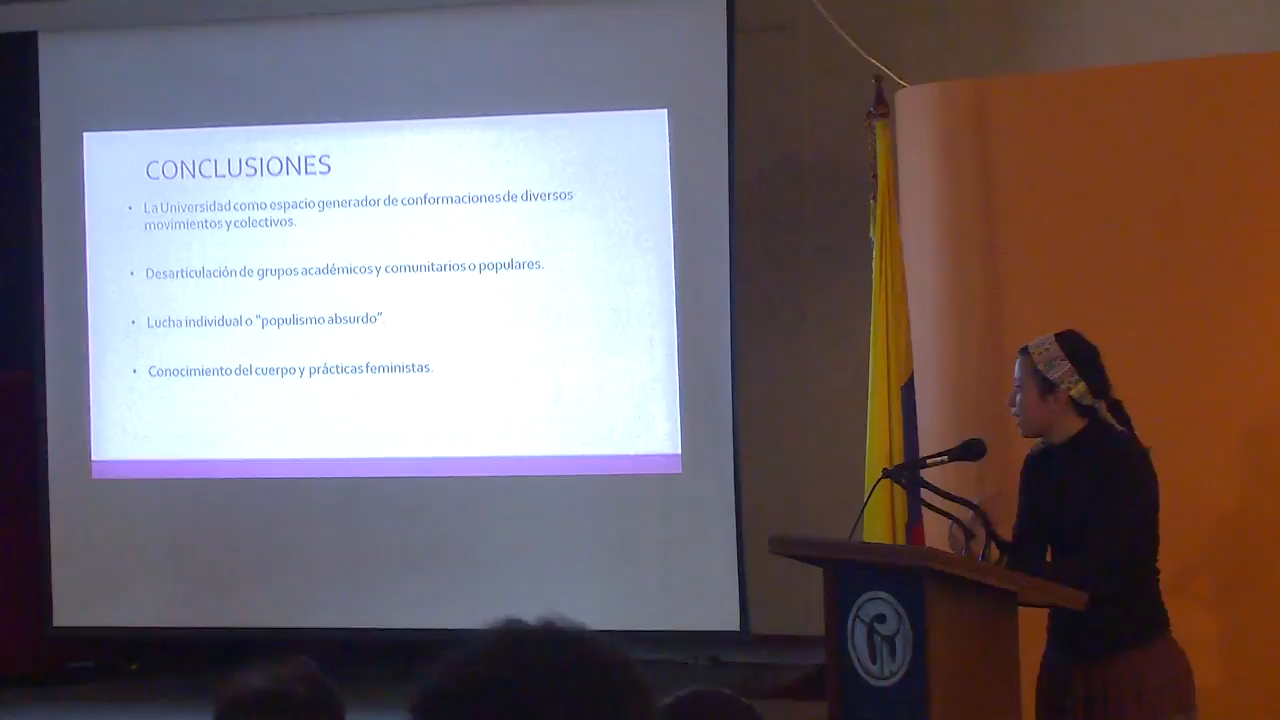 CONCLUSIONES
• La Universidad como espacio generador de conformaciones de diversos
movimientos y colectivos.
• Desarticulación de grupos académicos y comunitarios o populares.
• Lucha individual o “populismo absurdo”.
• Conocimiento del cuerpo y prácticas feministas.